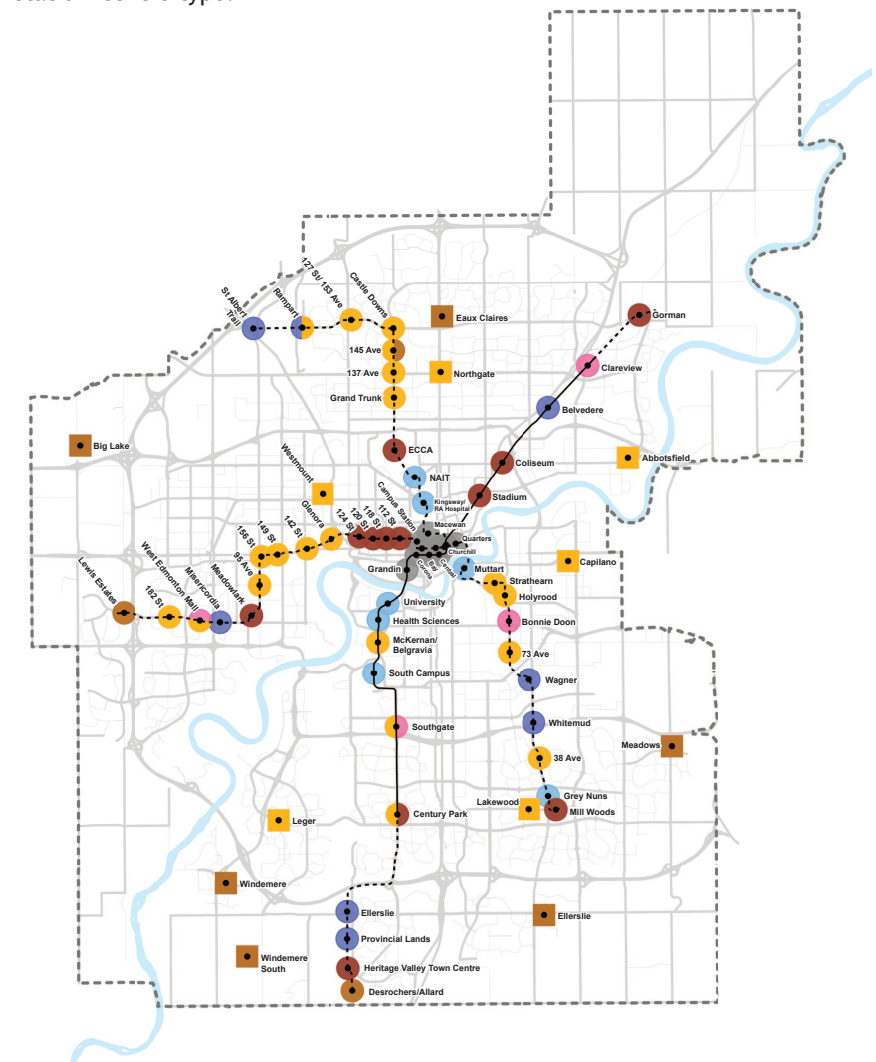 St Albert
Trail
Rampart
127 St/ 153 Ave
Castle Downs
Eaux Claires
Gorman
145 Ave
137 Ave
Northgate
Clareview
Grand Trunk
Belvedere
Big Lake
ECCA
Coliseum
Abbotsfield
NAIT
Westmount
Kingsway/
RA Hospital
Stadium
Campus Station
Macewan
112 St
118 St
120 St
124 St
Glenora
142 St
149 St
156 St
95 Ave
Quarters
Churchill
Central
Bay
Corona
Grandin
Muttart
Capilano
Strathearn
Holyrood
Lewis Estates
182 St
West Edmonton Mall
Misericordia
Meadowlark
University
Health Sciences
Bonnie Doon
McKernan/
Belgravia
73 Ave
South Campus
Wagner
Southgate
Whitemud
Meadows
38 Ave
Grey Nuns
Lakewood
Mill Woods
Century Park
Leger
Windemere
Ellerslie
Ellerslie
Provincial Lands
Windemere
South
Heritage Valley Town Centre
Desrochers/Allard